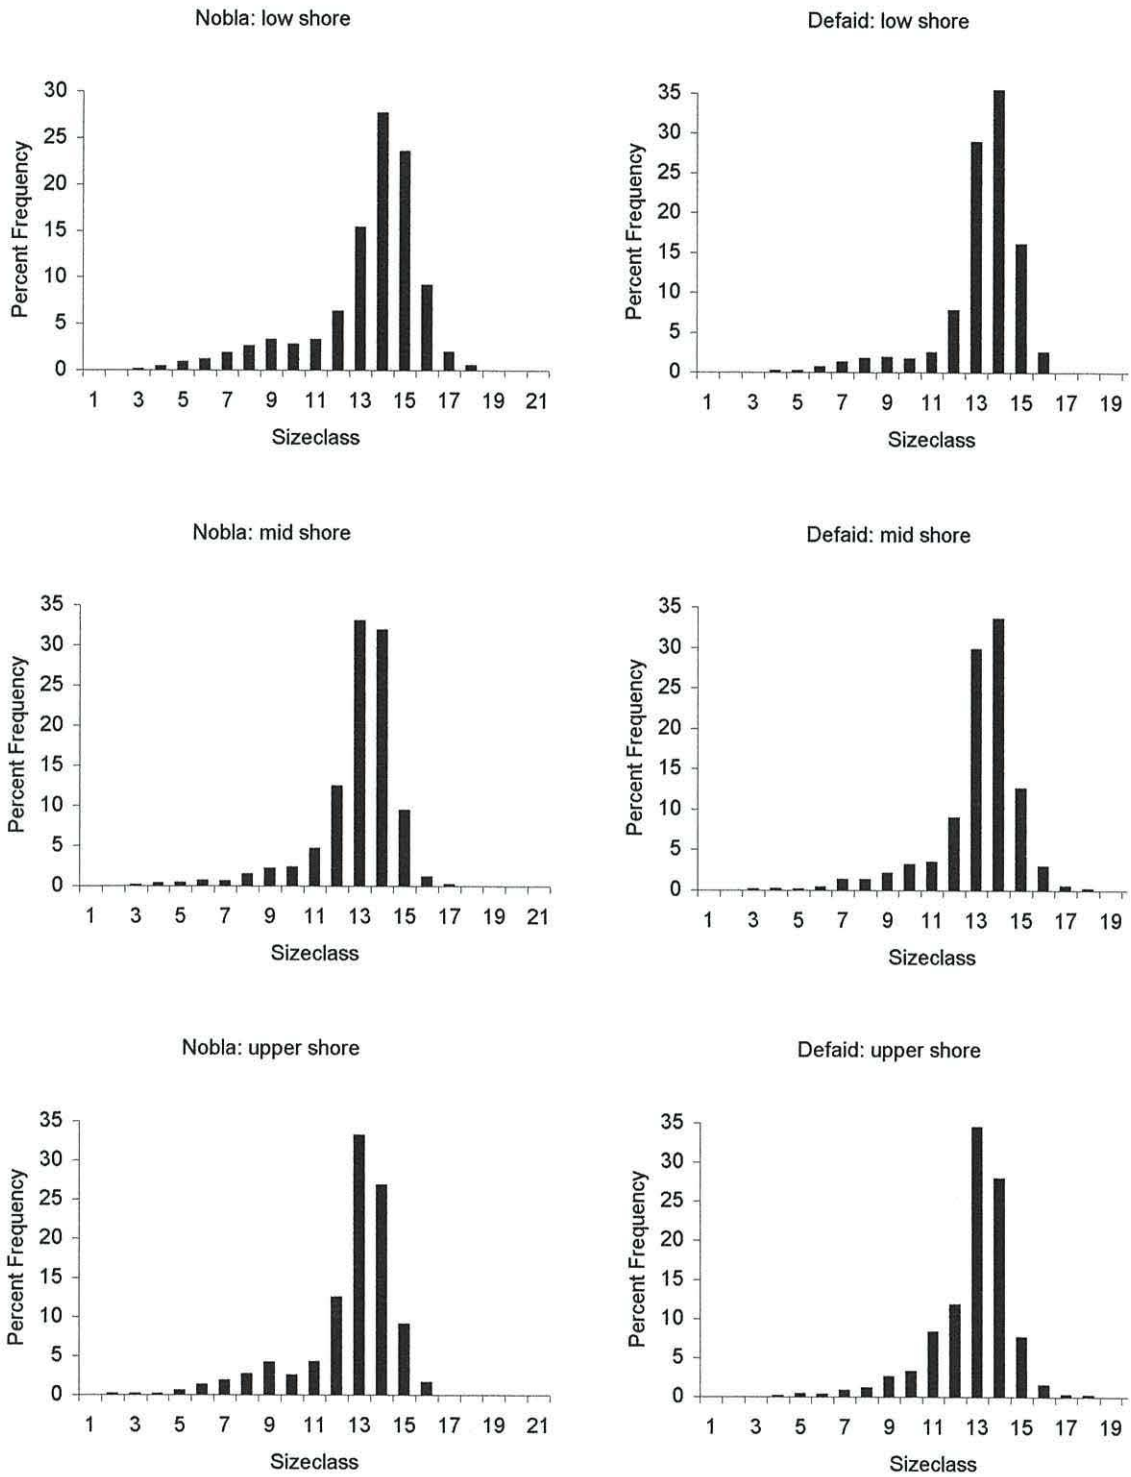 Nobla: low shore
Percent Frequency
30
25
20
15
10
5
0
1 3 5 7 9 11 13 15 17 19 21
Sizeclass
Defaid: low shore
Percent Frequency
35
30
25
20
15
10
5
0
1 3 5 7 9 11 13 15 17 19
Sizeclass
Nobla: mid shore
Percent Frequency
35
30
25
20
15
10
5
0
1 3 5 7 9 11 13 15 17 19 21
Sizeclass
Defaid: mid shore
Percent Frequency
35
30
25
20
15
10
5
0
1 3 5 7 9 11 13 15 17 19
Sizeclass
Nobla: upper shore
Percent Frequency
35
30
25
20
15
10
5
0
1 3 5 7 9 11 13 15 17 19 21
Sizeclass
Defaid: upper shore
Percent Frequency
35
30
25
20
15
10
5
0
1 3 5 7 9 11 13 15 17 19
Sizeclass